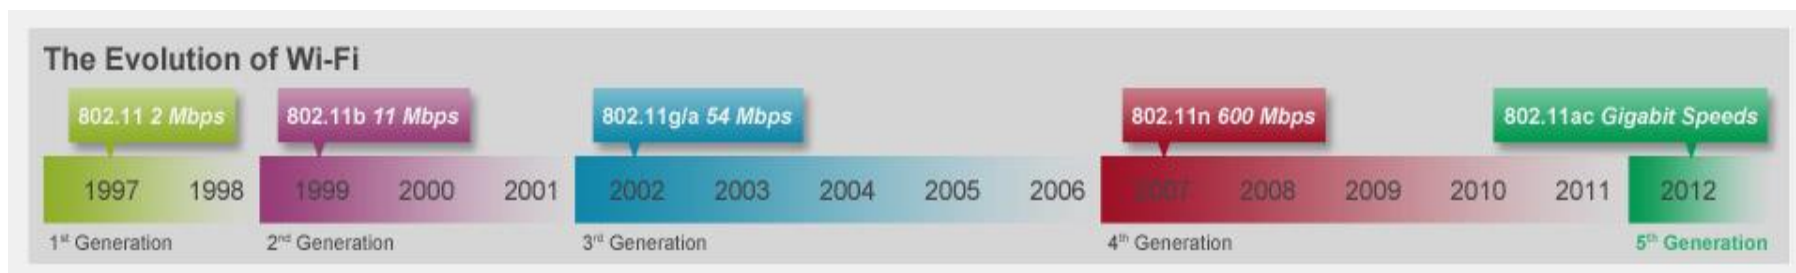 The Evolution of Wi-Fi
802.11 2 Mbps 802.11b 11 Mbps 802.11g/a 54 Mbps 802.11n 600 Mbps 802.11ac Gigabit Speeds
1997 1998 1999 2000 2001 2002 2003 2004 2005 2006 2007 2008 2009 2010 2011 2012
1st Generation 2nd Generation 3rd Generation 4th Generation 5th Generation